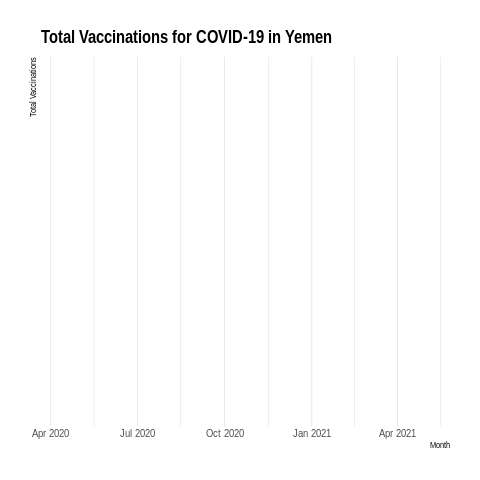 Total Vaccinations for COVID-19 in Yemen
Total Vaccinations
Apr 2020 Jul 2020 Oct 2020 Jan 2021 Apr 2021
Month